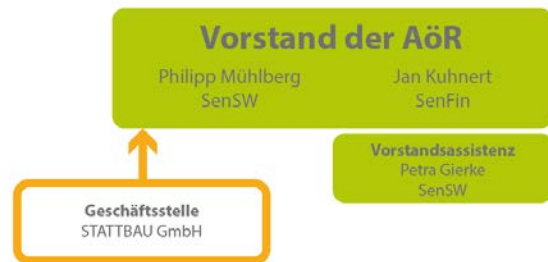 Vorstand der AöR
Philipp Mühlberg
SenSW
Jan Kuhnert
SenFin
Vorstandsassistenz
Petra Gierke
SenSW
Geschäftsstelle
STATTBAU GmbH